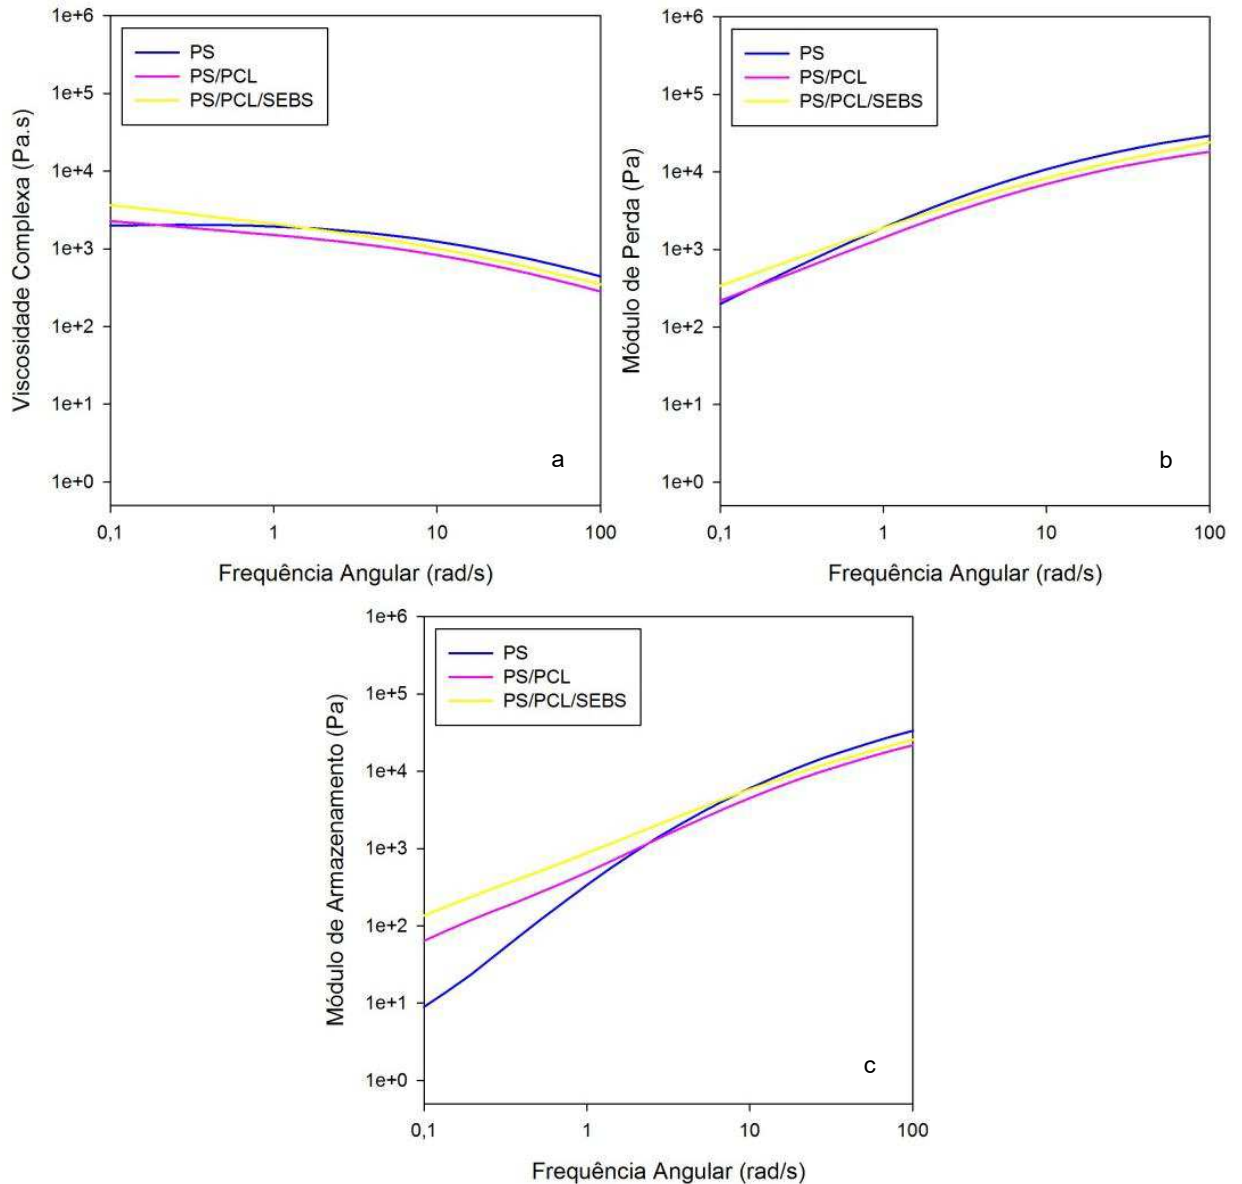 1e+6
1e+5
1e+4
1e+3
1e+2
1e+1
1e+0
PS
PS/PCL
PS/PCL/SEBS
Viscosidade Complexa (Pa.s)
a
0,1
1
10
100
Frequência Angular (rad/s)
1e+6
1e+5
1e+4
1e+3
1e+2
1e+1
1e+0
PS
PS/PCL
PS/PCL/SEBS
Módulo de Perda (Pa)
b
0,1
1
10
100
Frequência Angular (rad/s)
1e+6
1e+5
1e+4
1e+3
1e+2
1e+1
1e+0
PS
PS/PCL
PS/PCL/SEBS
Módulo de Armazenamento (Pa)
c
0,1
1
10
100
Frequência Angular (rad/s)